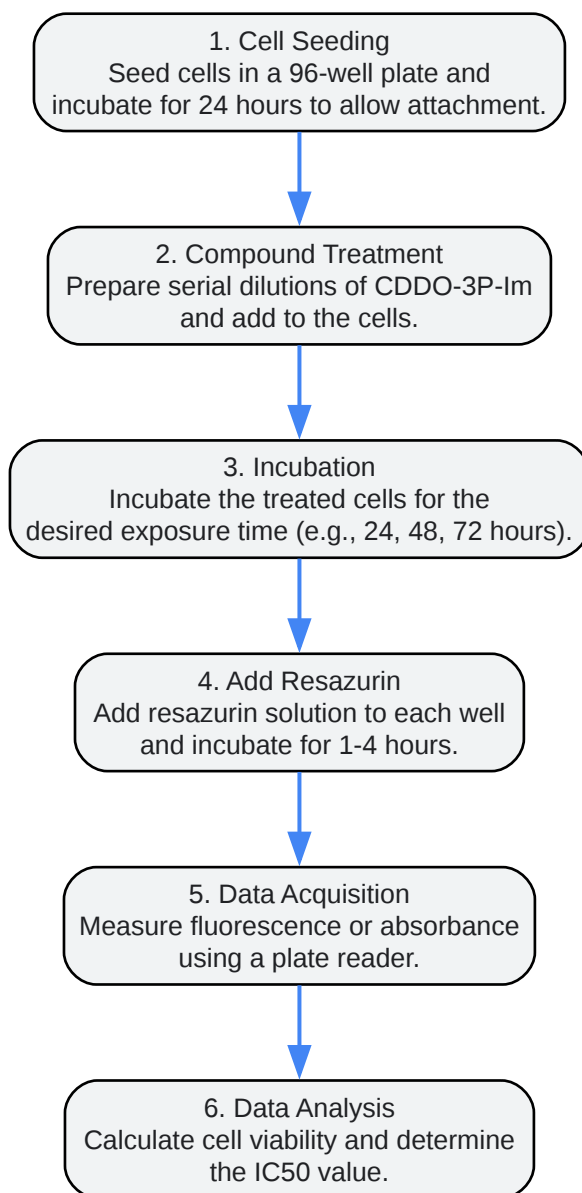 1. Cell Seeding
Seed cells in a 96-well plate and
incubate for 24 hours to allow attachment.
2. Compound Treatment
Prepare serial dilutions of CDDO-3P-Im
and add to the cells.
3. Incubation
Incubate the treated cells for the
desired exposure time (e.g., 24, 48, 72 hours).
4. Add Resazurin
Add resazurin solution to each well
and incubate for 1-4 hours.
5. Data Acquisition
Measure fluorescence or absorbance
using a plate reader.
6. Data Analysis
Calculate cell viability and determine
the IC50 value.